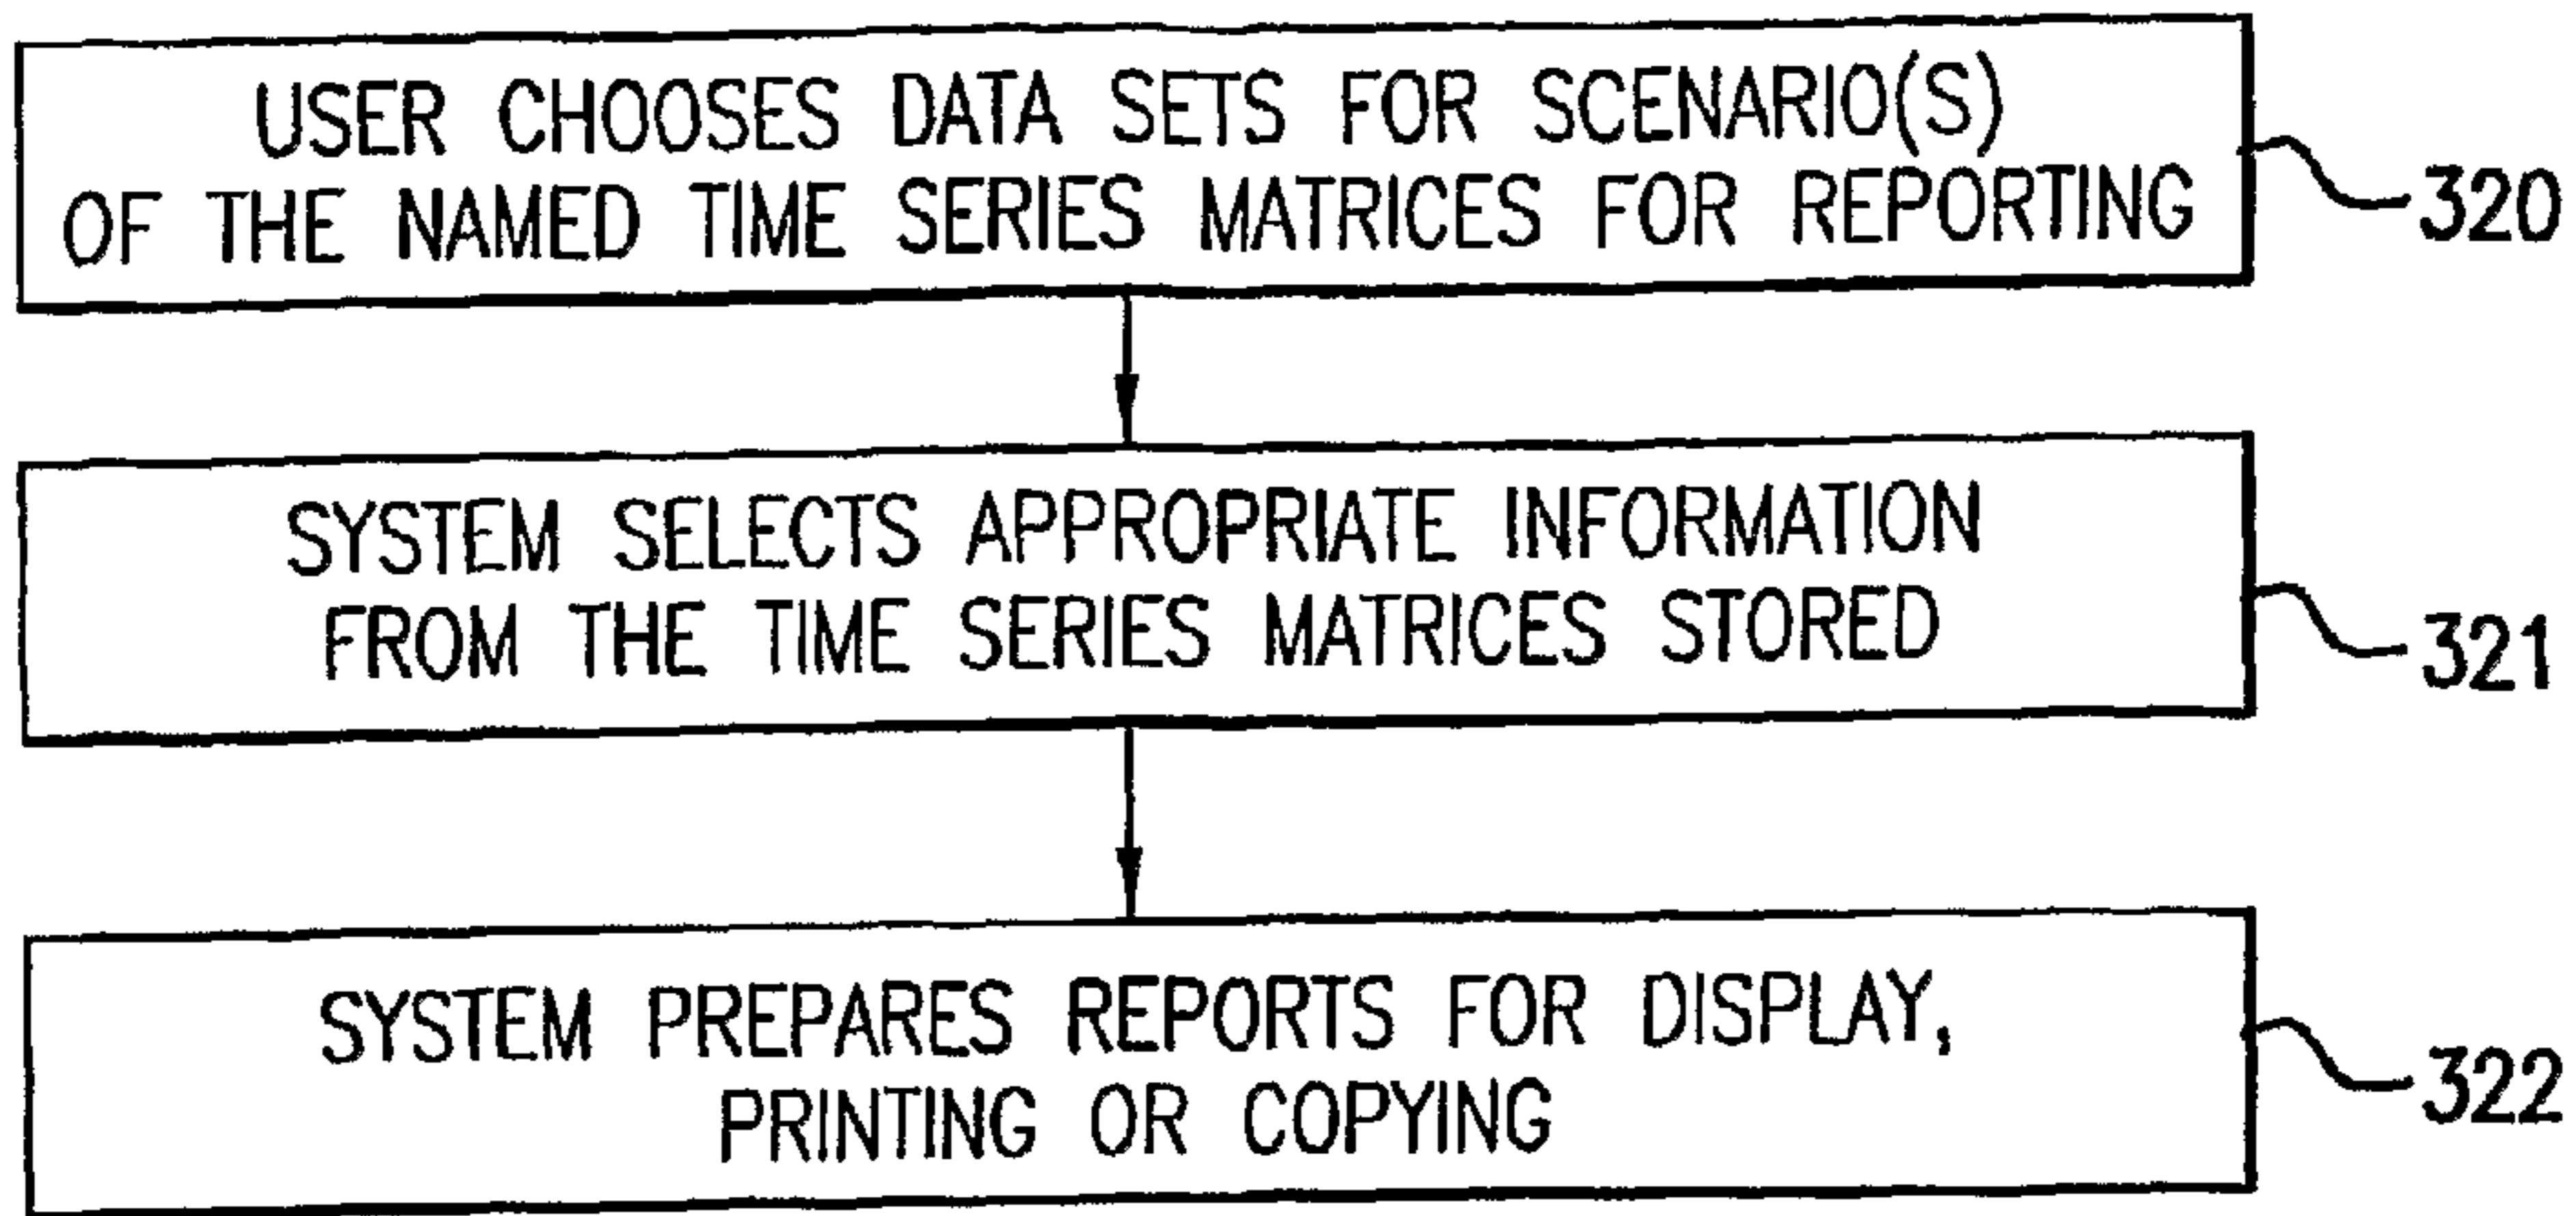 USER CHOOSES DATA SETS FOR SCENARIO(S)
OF THE NAMED TIME SERIES MATRICES FOR REPORTING
320
SYSTEM SELECTS APPROPRIATE INFORMATION
FROM THE TIME SERIES MATRICES STORED
321
SYSTEM PREPARES REPORTS FOR DISPLAY,
PRINTING OR COPYING
322